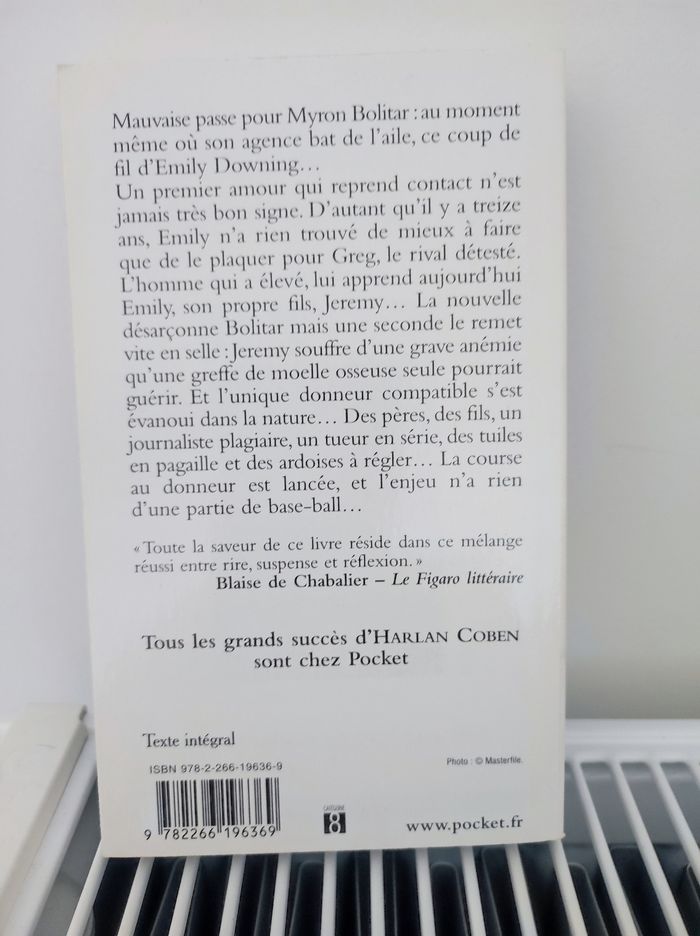 Mauvaise passe pour Myron Bolitar : au moment
même où son agence bat de l'aile, ce coup de
fil d'Emily Downing…
Un premier amour qui reprend contact n'est
jamais très bon signe. D'autant qu'il y a treize
ans, Emily n'a rien trouvé de mieux à faire
que de le plaquer pour Greg, le rival détesté.
L'homme qui a élevé, lui apprend aujourd'hui
Emily, son propre fils, Jeremy… La nouvelle
désarçonne Bolitar mais une seconde le remet
vite en selle : Jeremy souffre d'une grave anémie
qu'une greffe de moelle osseuse seule pourrait
guérir. Et l'unique donneur compatible s'est
évanoui dans la nature… Des pères, des fils, un
journaliste plagiaire, un tueur en série, des tuiles
en pagaille et des ardoises à régler… La course
au donneur est lancée, et l'enjeu n'a rien
d'une partie de base-ball…
« Toute la saveur de ce livre réside dans ce mélange
réussi entre rire, suspense et réflexion. »
Blaise de Chabalier – Le Figaro littéraire
Tous les grands succès d'HARLAN COBEN
sont chez Pocket
Texte intégral
ISBN 978-2-266-19636-9
Photo : © Masterfile.
9 782266 196369
CATÉGORIE
8
www.pocket.fr